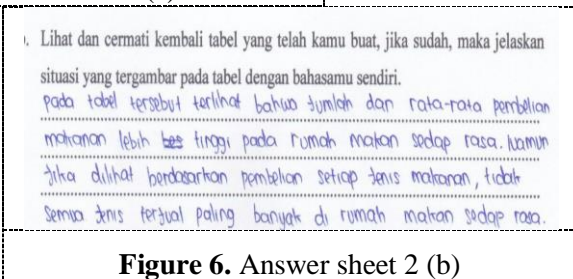 . Lihat dan cermati kembali tabel yang telah kamu buat, jika sudah, maka jelaskan
situasi yang tergambar pada tabel dengan bahasamu sendiri.
pada tabel tersebut terlihat bahwa jumlah dan rata-rata pembelian
makanan lebih bes tinggi pada rumah makan sedap rasa. Namun
jika dilihat berdasarkan pembelian setiap jenis makanan, tidak
semua jenis terjual paling banyak di rumah makan sedap rasa.
Figure 6. Answer sheet 2 (b)